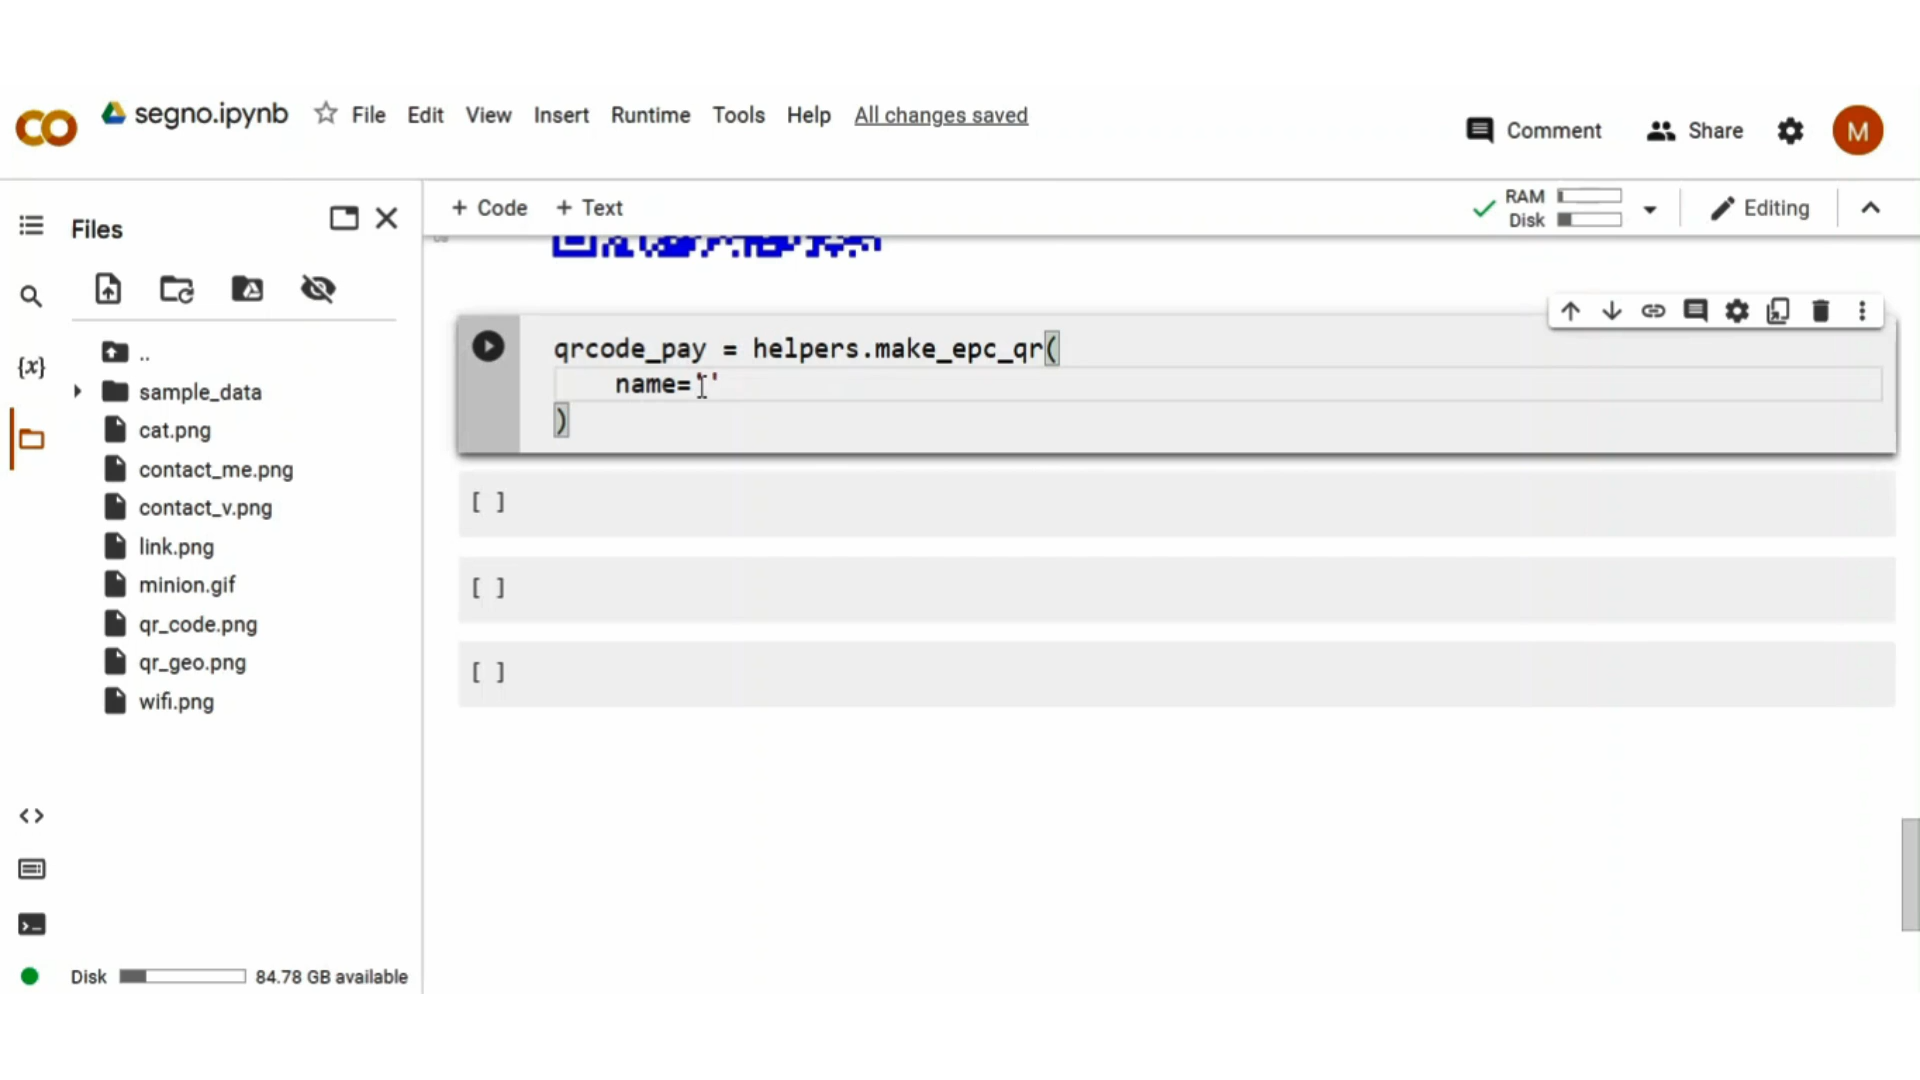 segno.ipynb
File Edit View Insert Runtime Tools Help All changes saved
Comment
Share
M
Files
+ Code + Text
RAM
Disk
Editing
..
sample_data
cat.png
contact_me.png
contact_v.png
link.png
minion.gif
qr_code.png
qr_geo.png
wifi.png
{x}
qrcode_pay = helpers.make_epc_qr(
name=''
)
[ ]
[ ]
[ ]
Disk 84.78 GB available